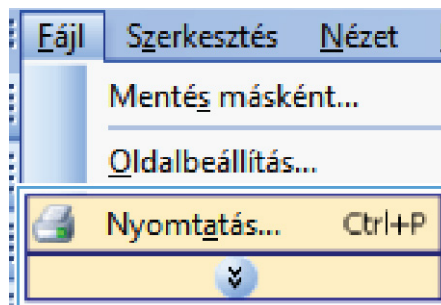 Fájl Szerkesztés Nézet
Mentés másként...
Oldalbeállítás...
Nyomtatás... Ctrl+P